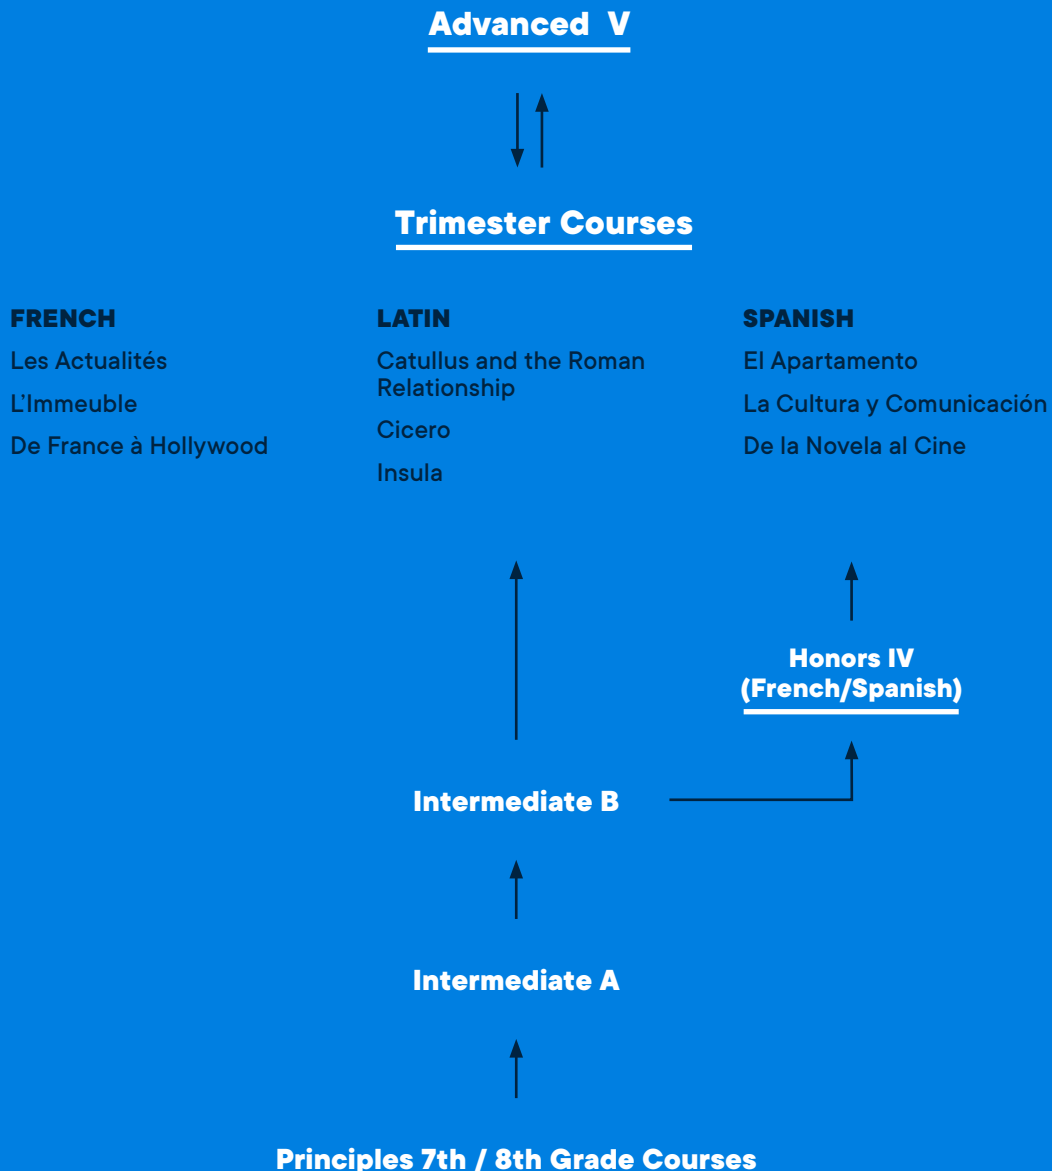 Advanced V
Trimester Courses
FRENCH
Les Actualités
L’Immeuble
De France à Hollywood
LATIN
Catullus and the Roman
Relationship
Cicero
Insula
SPANISH
El Apartamento
La Cultura y Comunicación
De la Novela al Cine
Honors IV
(French/Spanish)
Intermediate B
Intermediate A
Principles 7th / 8th Grade Courses